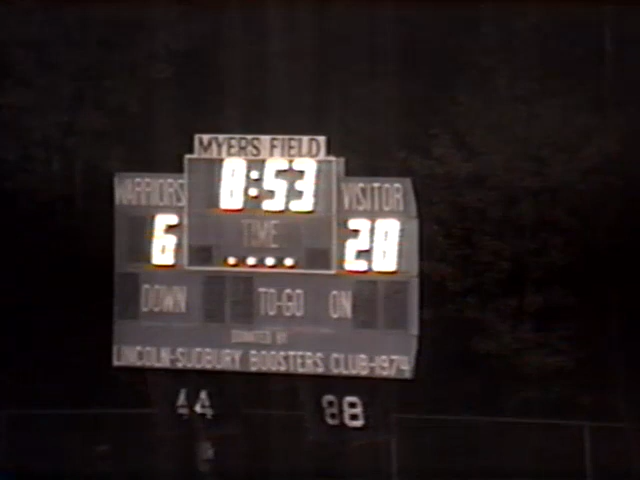 MYERS FIELD
8:53
WARRIORS
VISITOR
6
TIME
28
DOWN
TO-GO
ON
DONATED BY
LINCOLN-SUDBURY BOOSTERS CLUB-1974
44
88